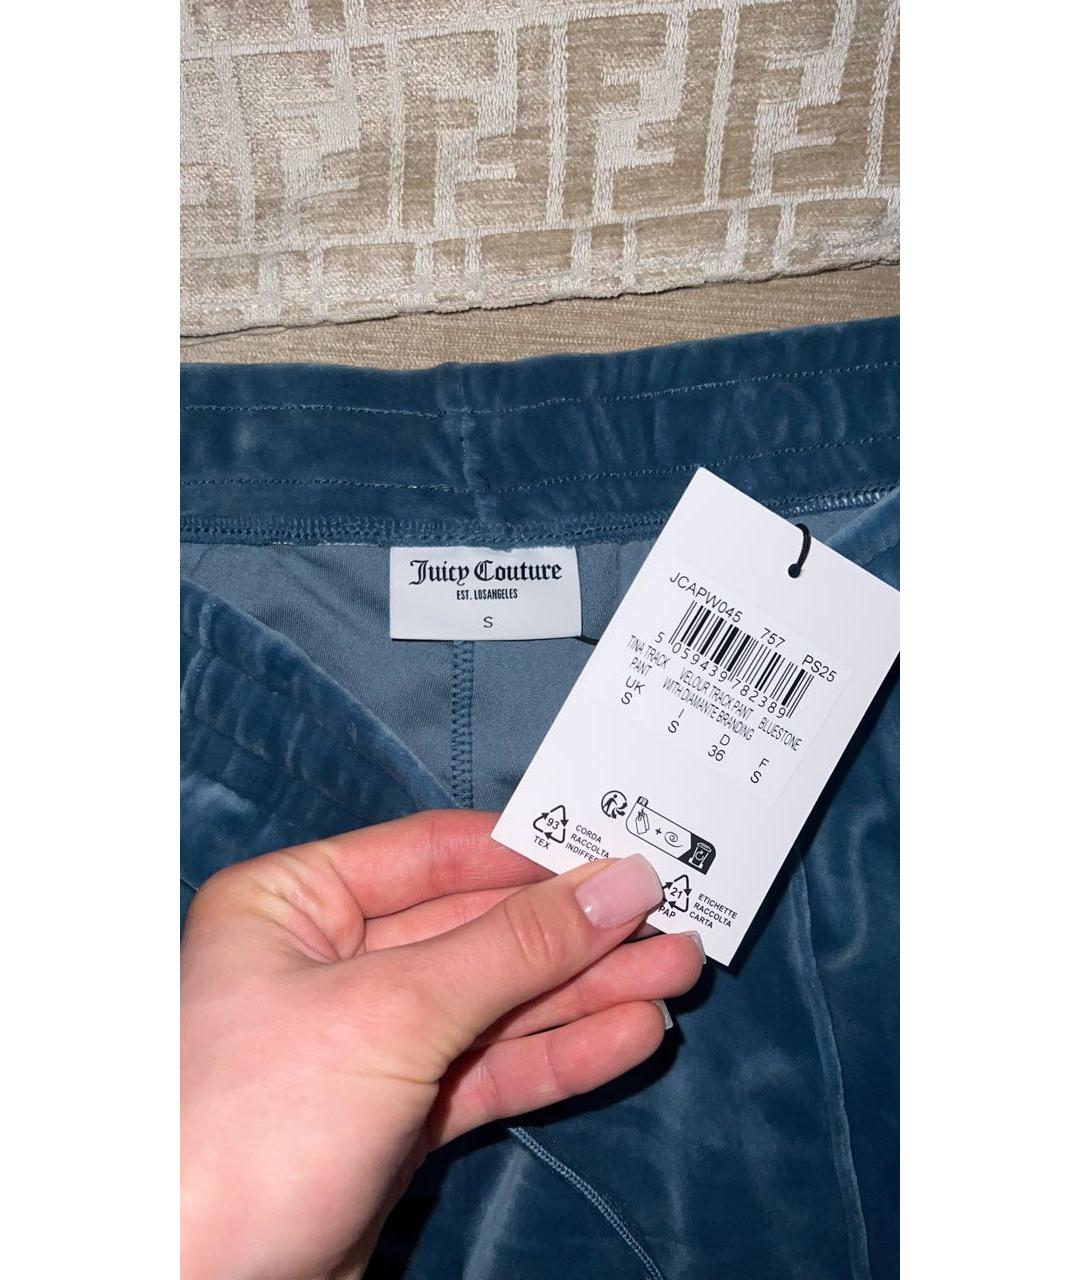 Juicy Couture
EST. LOSANGELES
S
JCAPW045 757 PS25
5 059439 782389
TINA TRACK PANT
VELOUR TRACK PANT WITH DIAMANTE BRANDING
BLUESTONE
UK I D F
S S 36 S
FR
93
TEX
CORDA
RACCOLTA
21
PAP
ETICHETTE
RACCOLTA
CARTA